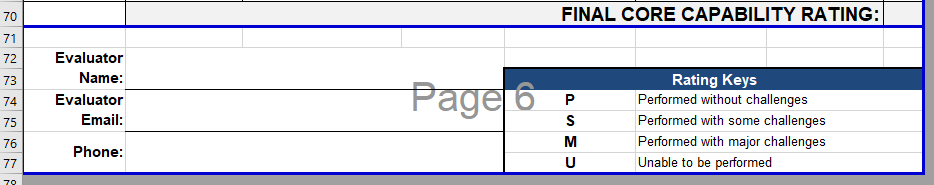 70 FINAL CORE CAPABILITY RATING:
71
72 Evaluator
73 Name: Rating Keys
Page 6
74 Evaluator P Performed without challenges
75 Email: S Performed with some challenges
76 Phone: M Performed with major challenges
77 U Unable to be performed
78